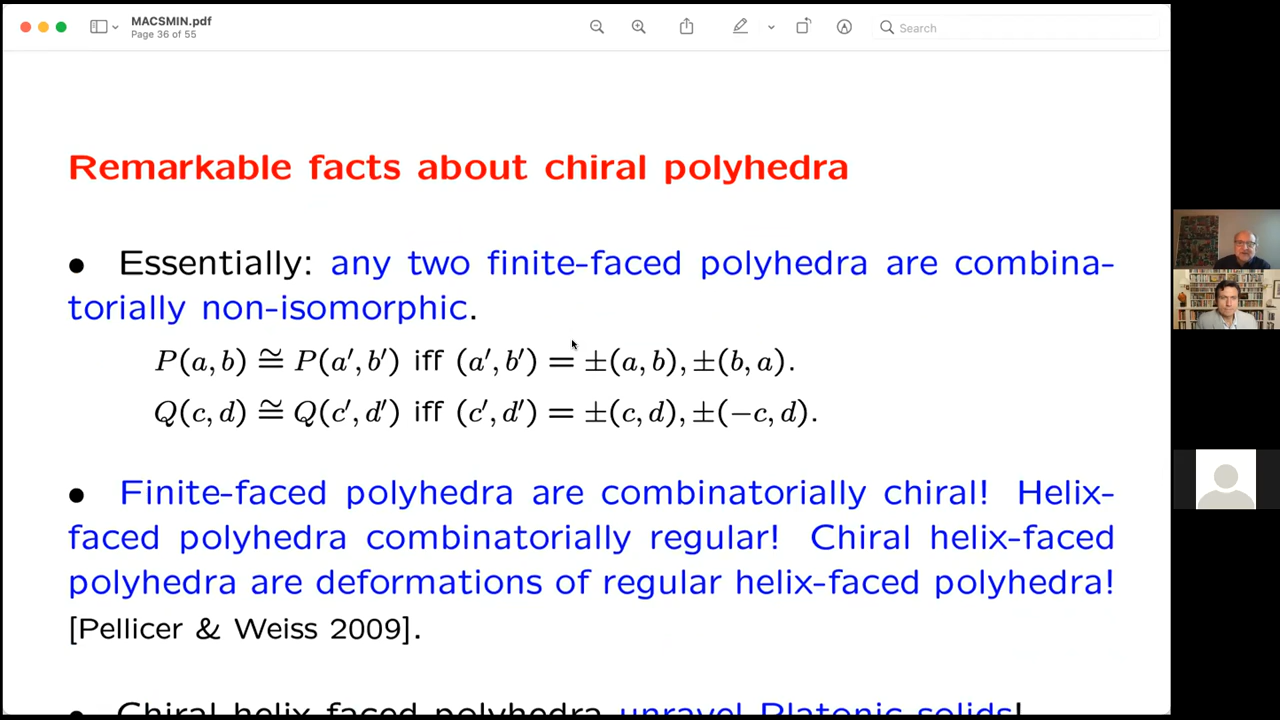 MACSMIN.pdf
Page 36 of 55
Search
Remarkable facts about chiral polyhedra
• Essentially: any two finite-faced polyhedra are combina-
torially non-isomorphic.
P(a, b) ≅ P(a′, b′) iff (a′, b′) = ±(a, b), ±(b, a).
Q(c, d) ≅ Q(c′, d′) iff (c′, d′) = ±(c, d), ±(−c, d).
• Finite-faced polyhedra are combinatorially chiral! Helix-
faced polyhedra combinatorially regular! Chiral helix-faced
polyhedra are deformations of regular helix-faced polyhedra!
[Pellicer & Weiss 2009].
• Chiral helix-faced polyhedra unravel Platonic solids!